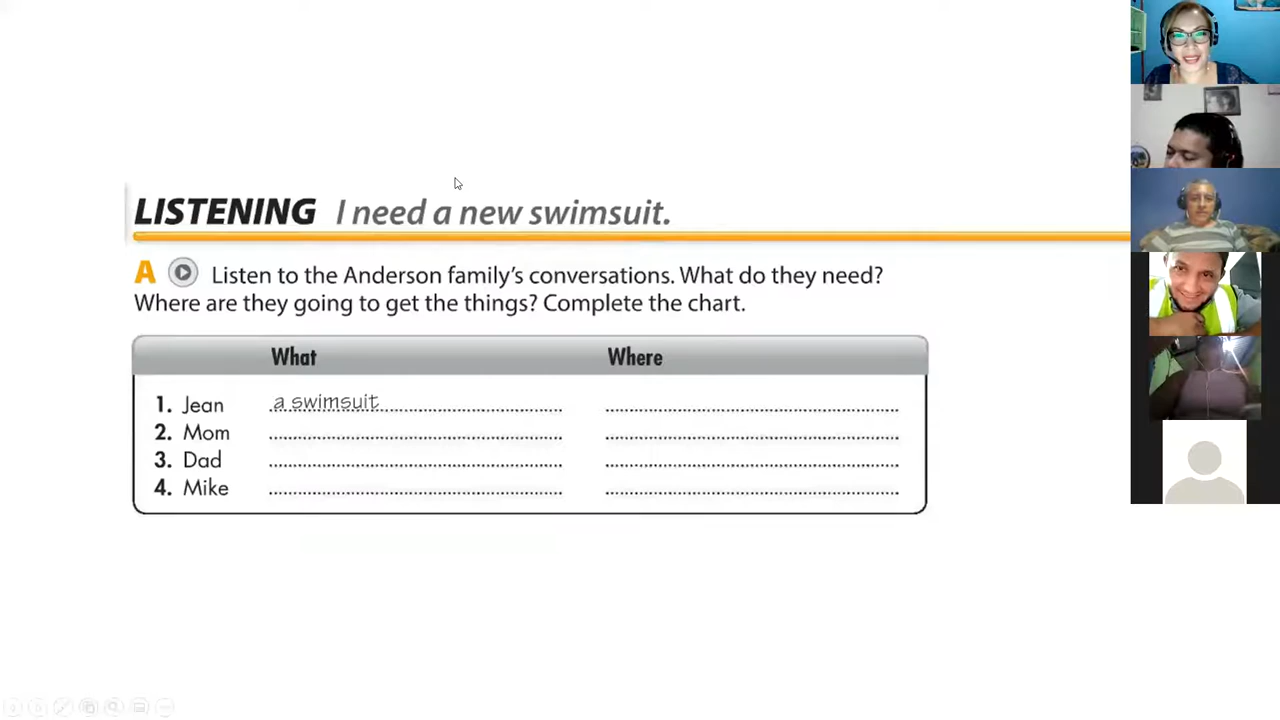 LISTENING I need a new swimsuit.
A Listen to the Anderson family's conversations. What do they need?
Where are they going to get the things? Complete the chart.
What Where
1. Jean a swimsuit
2. Mom
3. Dad
4. Mike